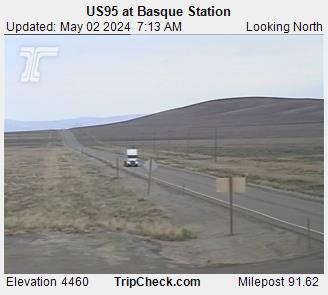 US95 at Basque Station
Updated: May 02 2024 7:13 AM Looking North
Elevation 4460 TripCheck.com Milepost 91.62